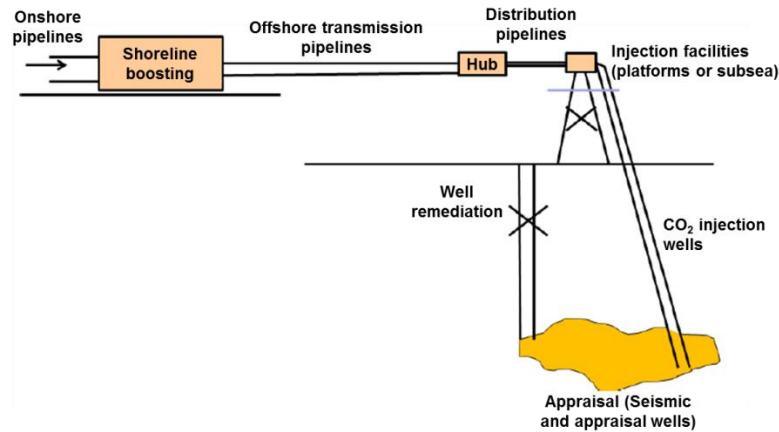 Onshore
pipelines
Shoreline
boosting
Offshore transmission
pipelines
Hub
Distribution
pipelines
Injection facilities
(platforms or subsea)
Well
remediation
CO₂ injection
wells
Appraisal (Seismic
and appraisal wells)